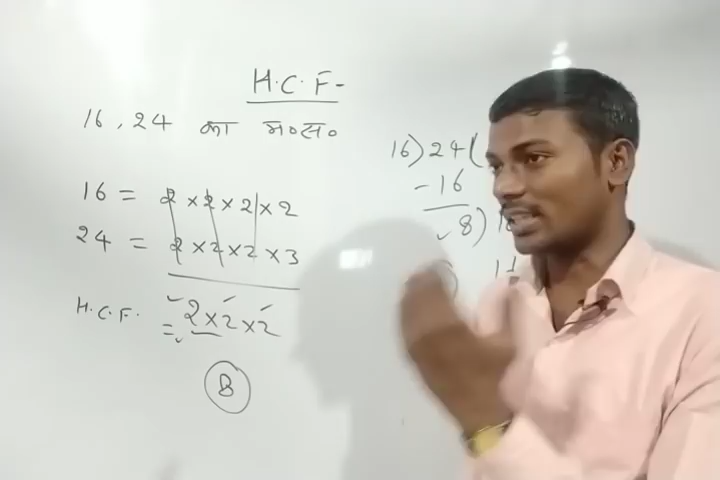 H.C.F-
16, 24 का म०स०
16 = 2 × 2 × 2 × 2
24 = 2 × 2 × 2 × 3
H.C.F. = 2 × 2 × 2
8
16) 24 (
- 16
8)